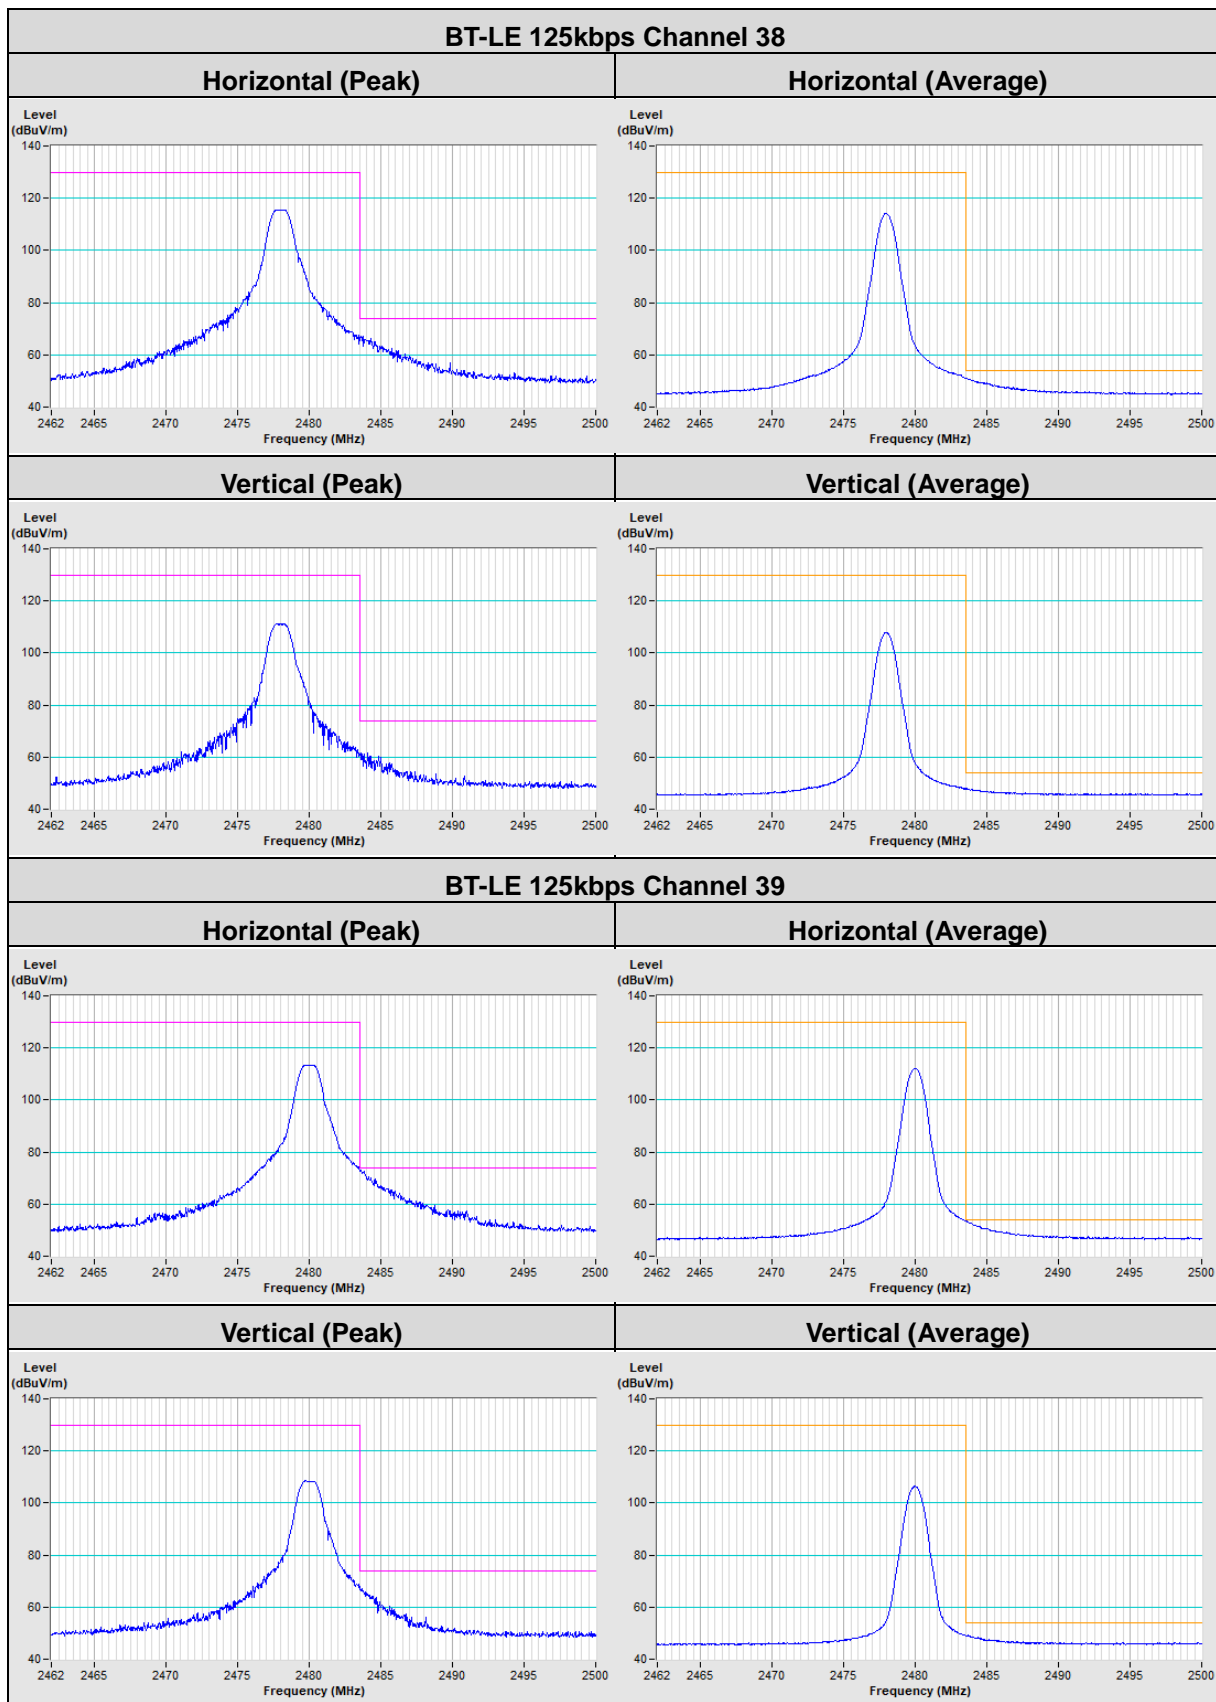 BT-LE 125kbps Channel 38
Horizontal (Peak)
Horizontal (Average)
Level
(dBuV/m)
140
120
100
80
60
40
2462 2465 2470 2475 2480 2485 2490 2495 2500
Frequency (MHz)
Level
(dBuV/m)
140
120
100
80
60
40
2462 2465 2470 2475 2480 2485 2490 2495 2500
Frequency (MHz)
Vertical (Peak)
Vertical (Average)
Level
(dBuV/m)
140
120
100
80
60
40
2462 2465 2470 2475 2480 2485 2490 2495 2500
Frequency (MHz)
Level
(dBuV/m)
140
120
100
80
60
40
2462 2465 2470 2475 2480 2485 2490 2495 2500
Frequency (MHz)
BT-LE 125kbps Channel 39
Horizontal (Peak)
Horizontal (Average)
Level
(dBuV/m)
140
120
100
80
60
40
2462 2465 2470 2475 2480 2485 2490 2495 2500
Frequency (MHz)
Level
(dBuV/m)
140
120
100
80
60
40
2462 2465 2470 2475 2480 2485 2490 2495 2500
Frequency (MHz)
Vertical (Peak)
Vertical (Average)
Level
(dBuV/m)
140
120
100
80
60
40
2462 2465 2470 2475 2480 2485 2490 2495 2500
Frequency (MHz)
Level
(dBuV/m)
140
120
100
80
60
40
2462 2465 2470 2475 2480 2485 2490 2495 2500
Frequency (MHz)